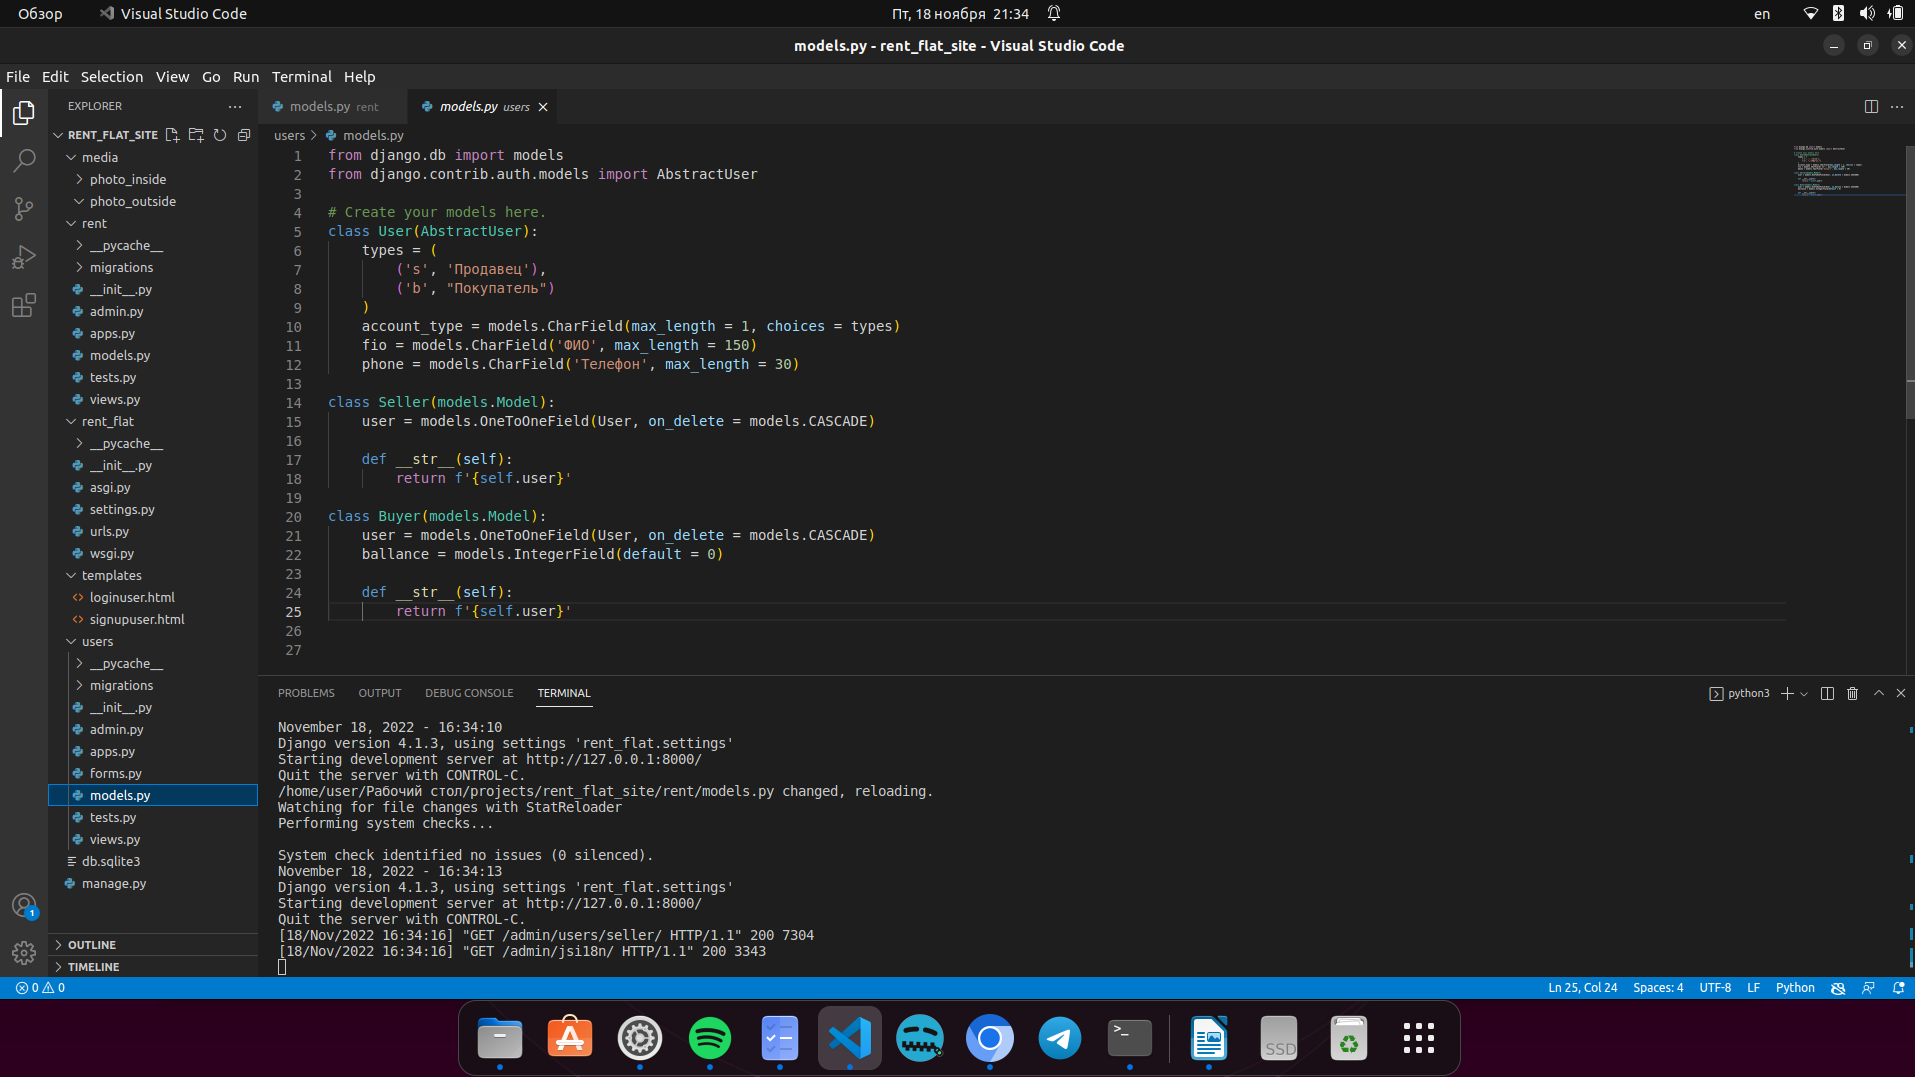 Обзор
Visual Studio Code
Пт, 18 ноября 21:34
en
models.py - rent_flat_site - Visual Studio Code
File Edit Selection View Go Run Terminal Help
EXPLORER
RENT_FLAT_SITE
media
photo_inside
photo_outside
rent
__pycache__
migrations
__init__.py
admin.py
apps.py
models.py
tests.py
views.py
rent_flat
__pycache__
__init__.py
asgi.py
settings.py
urls.py
wsgi.py
templates
loginuser.html
signupuser.html
users
__pycache__
migrations
__init__.py
admin.py
apps.py
forms.py
models.py
tests.py
views.py
db.sqlite3
manage.py
OUTLINE
TIMELINE
models.py rent
models.py users
users > models.py
1 from django.db import models
2 from django.contrib.auth.models import AbstractUser
3
4 # Create your models here.
5 class User(AbstractUser):
6 types = (
7 ('s', 'Продавец'),
8 ('b', "Покупатель")
9 )
10 account_type = models.CharField(max_length = 1, choices = types)
11 fio = models.CharField('ФИО', max_length = 150)
12 phone = models.CharField('Телефон', max_length = 30)
13
14 class Seller(models.Model):
15 user = models.OneToOneField(User, on_delete = models.CASCADE)
16
17 def __str__(self):
18 return f'{self.user}'
19
20 class Buyer(models.Model):
21 user = models.OneToOneField(User, on_delete = models.CASCADE)
22 ballance = models.IntegerField(default = 0)
23
24 def __str__(self):
25 return f'{self.user}'
26
27
PROBLEMS OUTPUT DEBUG CONSOLE TERMINAL
python3
November 18, 2022 - 16:34:10
Django version 4.1.3, using settings 'rent_flat.settings'
Starting development server at http://127.0.0.1:8000/
Quit the server with CONTROL-C.
/home/user/Рабочий стол/projects/rent_flat_site/rent/models.py changed, reloading.
Watching for file changes with StatReloader
Performing system checks...
System check identified no issues (0 silenced).
November 18, 2022 - 16:34:13
Django version 4.1.3, using settings 'rent_flat.settings'
Starting development server at http://127.0.0.1:8000/
Quit the server with CONTROL-C.
[18/Nov/2022 16:34:16] "GET /admin/users/seller/ HTTP/1.1" 200 7304
[18/Nov/2022 16:34:16] "GET /admin/jsi18n/ HTTP/1.1" 200 3343
1
0 0
Ln 25, Col 24 Spaces: 4 UTF-8 LF Python
>_
SSD